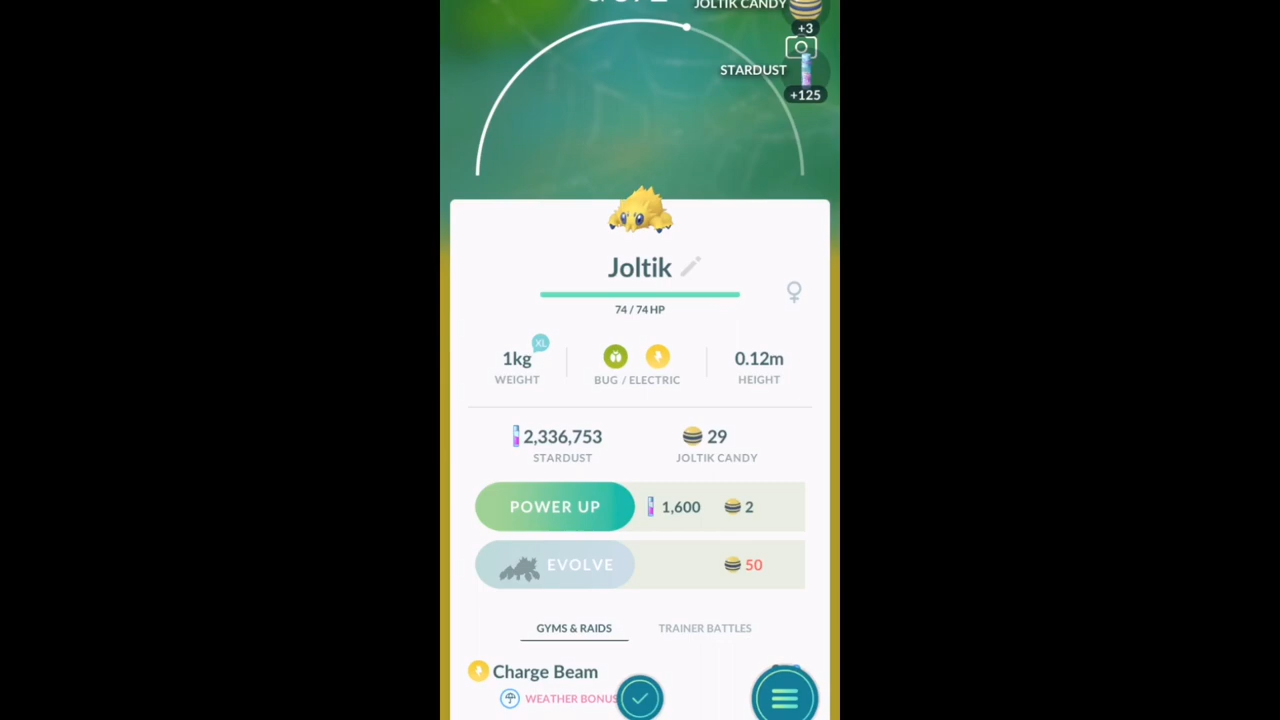 JOLTIK CANDY
+3
STARDUST
+125
Joltik
74 / 74 HP
XL
1kg
WEIGHT
BUG / ELECTRIC
0.12m
HEIGHT
2,336,753
STARDUST
29
JOLTIK CANDY
POWER UP
1,600
2
EVOLVE
50
GYMS & RAIDS
TRAINER BATTLES
Charge Beam
WEATHER BONUS